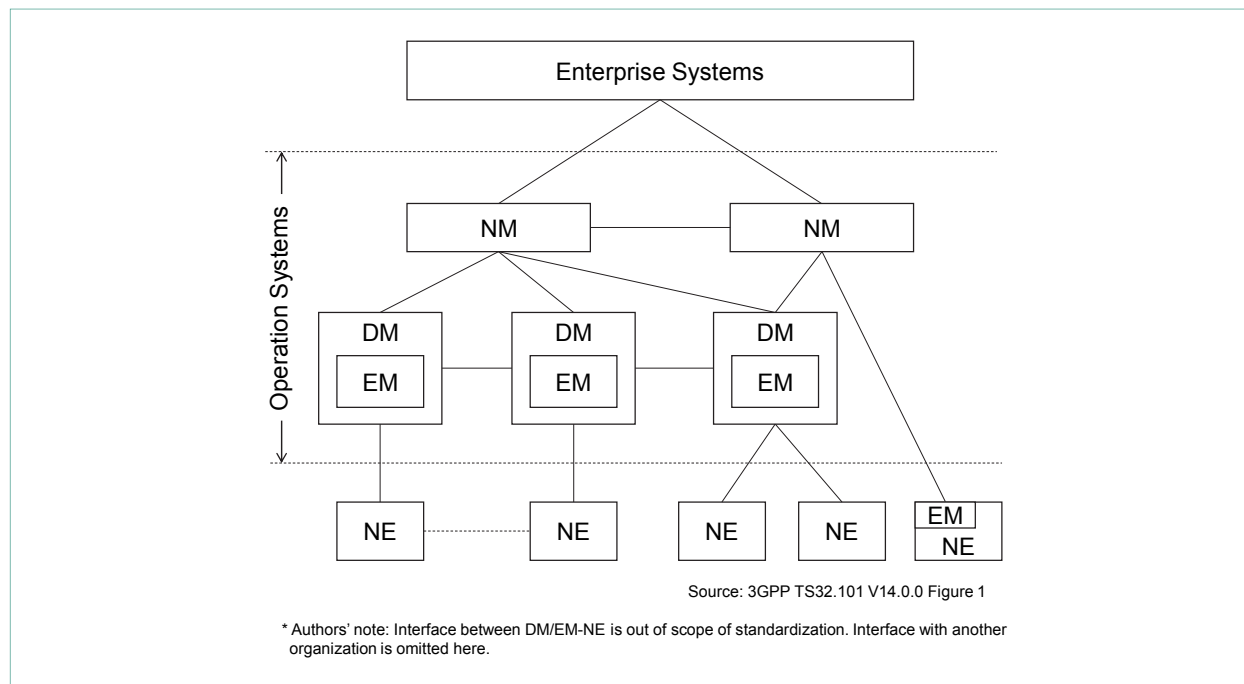 Enterprise Systems
Operation Systems
NM
NM
DM
DM
DM
EM
EM
EM
NE
NE
NE
NE
EM
NE
Source: 3GPP TS32.101 V14.0.0 Figure 1
* Authors' note: Interface between DM/EM-NE is out of scope of standardization. Interface with another
organization is omitted here.